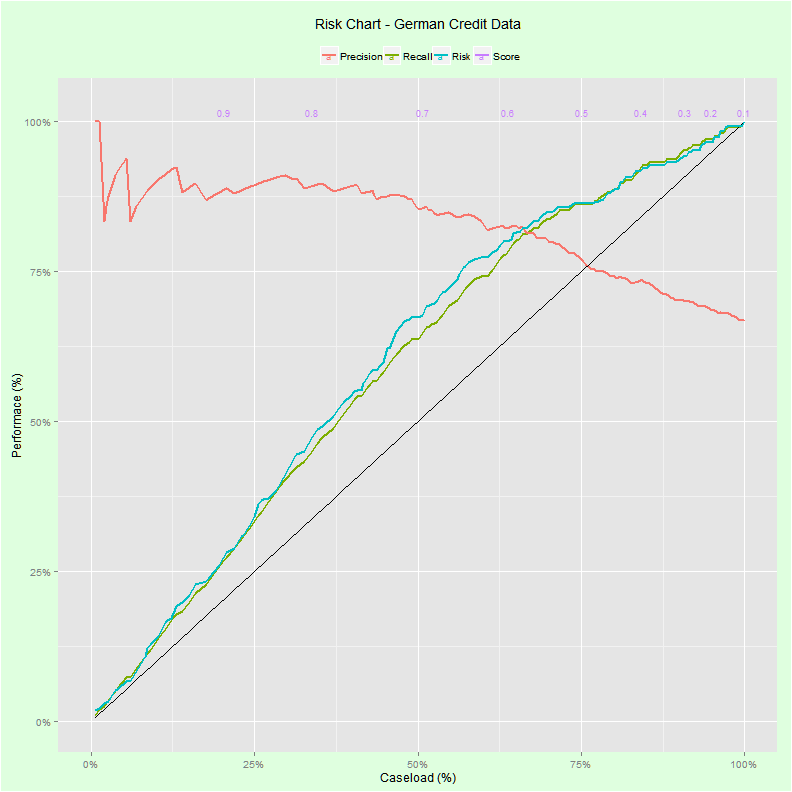 Risk Chart - German Credit Data
a Precision a Recall a Risk a Score
0.9 0.8 0.7 0.6 0.5 0.4 0.3 0.2 0.1
100%
75%
50%
25%
0%
Performace (%)
0% 25% 50% 75% 100%
Caseload (%)